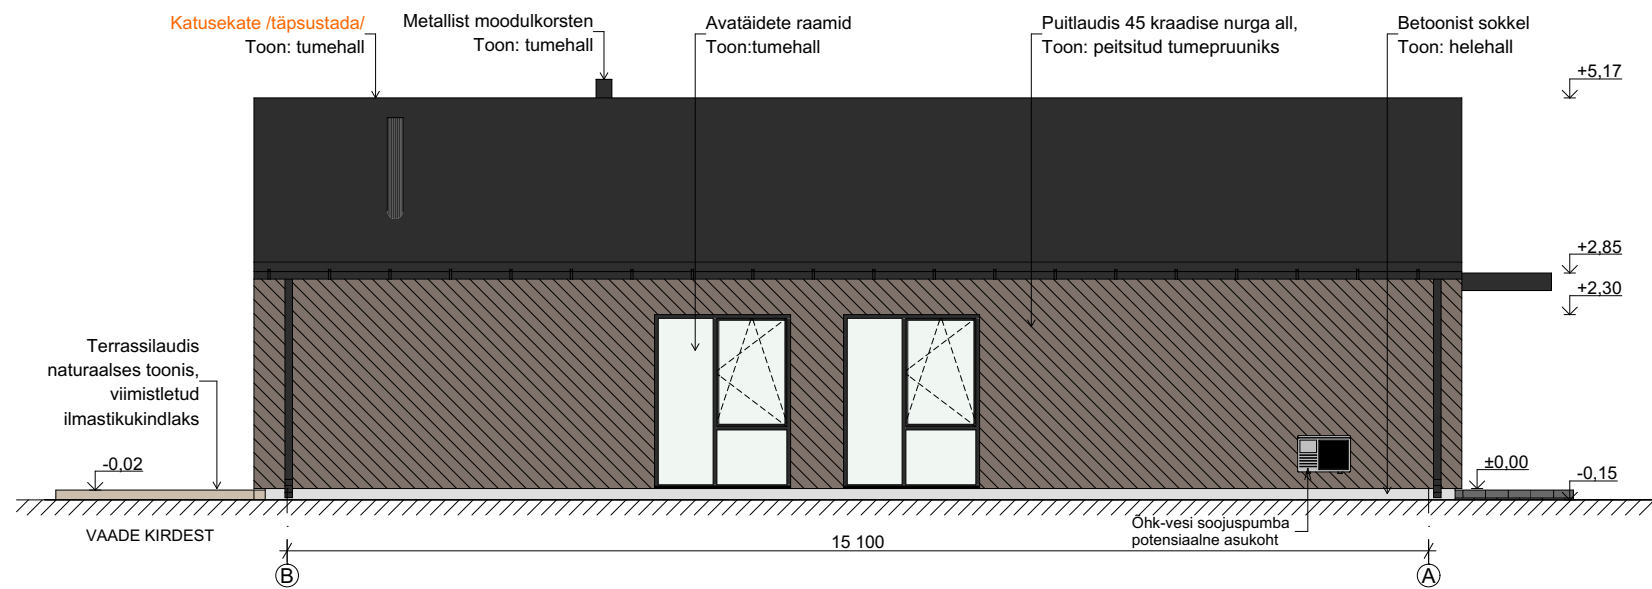 Katusekate /täpsustada/
Toon: tumehall
Metallist moodulkorsten
Toon: tumehall
Avatäidete raamid
Toon:tumehall
Puitlaudis 45 kraadise nurga all,
Toon: peitsitud tumepruuniks
Betoonist sokkel
Toon: helehall
+5,17
+2,85
+2,30
Terrassilaudis
naturaalses toonis,
viimistletud
ilmastikukindlaks
-0,02
±0,00
-0,15
VAADE KIRDEST
Õhk-vesi soojuspumba
potensiaalne asukoht
15 100
B
A